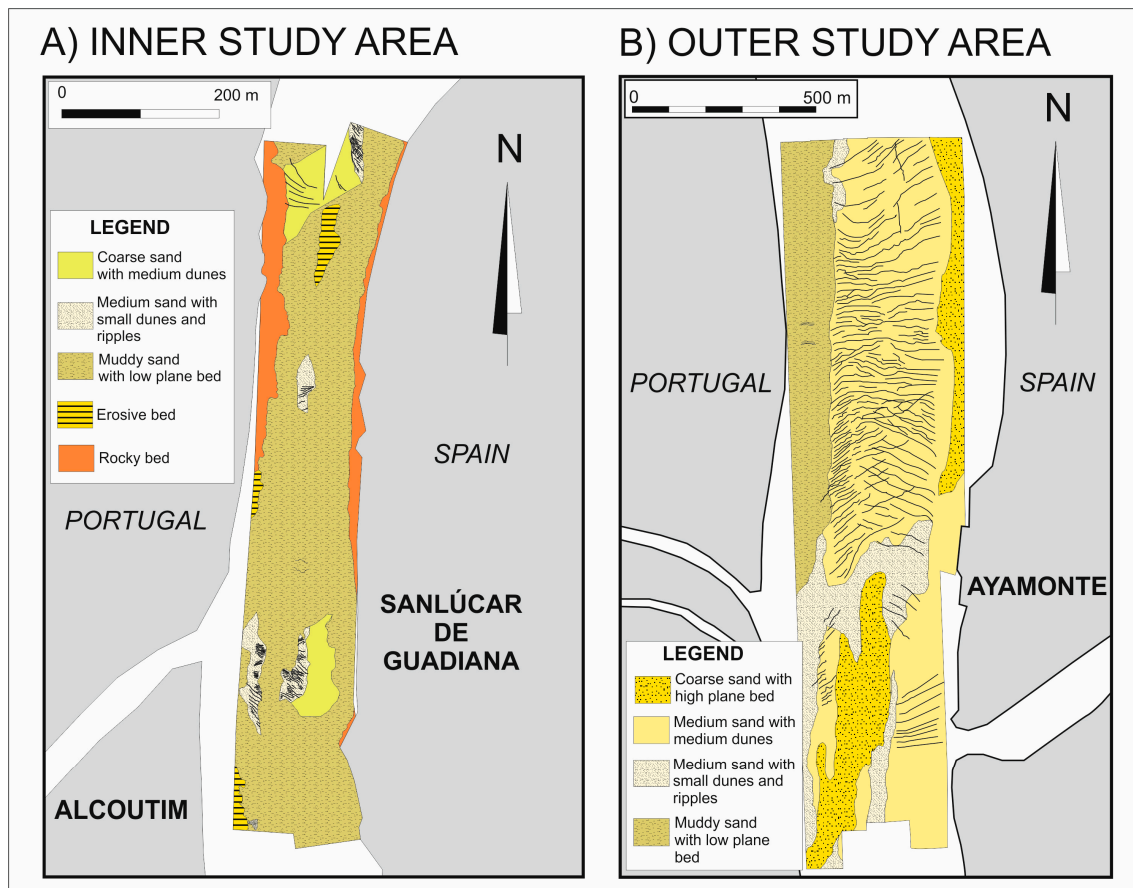 A) INNER STUDY AREA
0 200 m
N
LEGEND
Coarse sand
with medium dunes
Medium sand with
small dunes and
ripples
Muddy sand
with low plane bed
Erosive bed
Rocky bed
PORTUGAL
SPAIN
SANLÚCAR
DE
GUADIANA
ALCOUTIM
B) OUTER STUDY AREA
0 500 m
N
PORTUGAL
SPAIN
AYAMONTE
LEGEND
Coarse sand with
high plane bed
Medium sand with
medium dunes
Medium sand with
small dunes and
ripples
Muddy sand
with low plane
bed